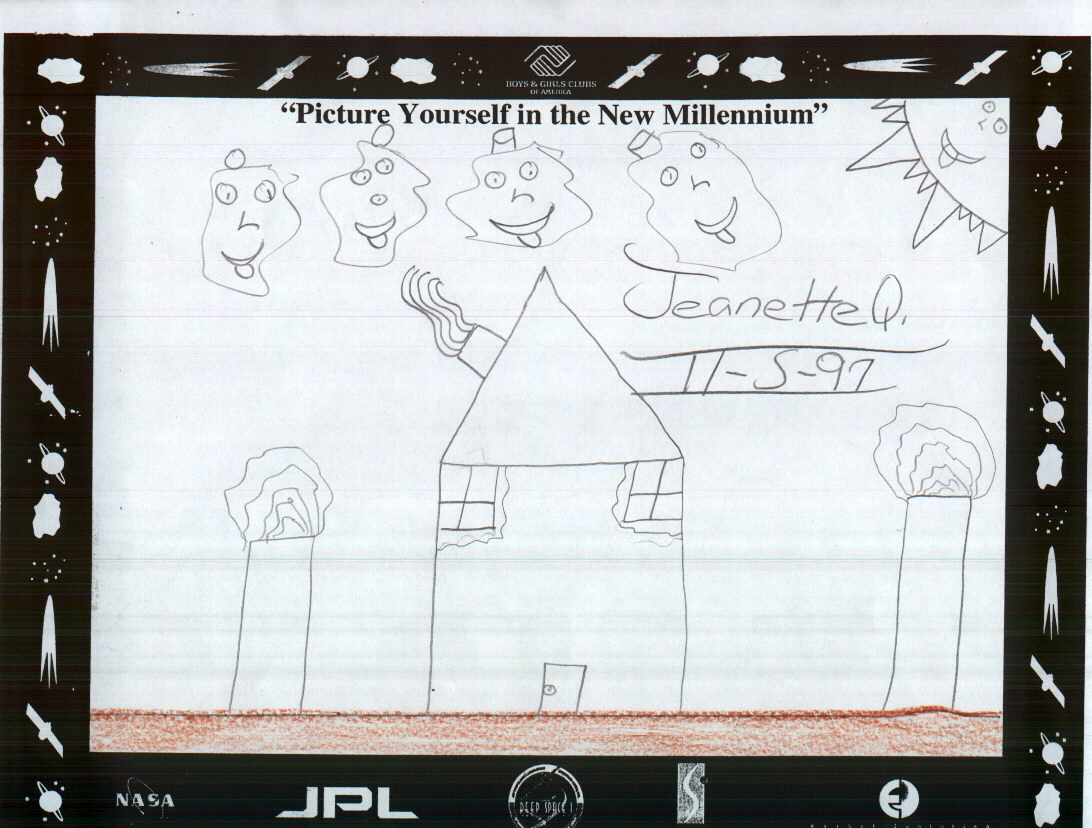 BOYS & GIRLS CLUBS
OF AMERICA
“Picture Yourself in the New Millennium”
Jeanette Q.
11-5-97
NASA
JPL
DEEP SPACE 1